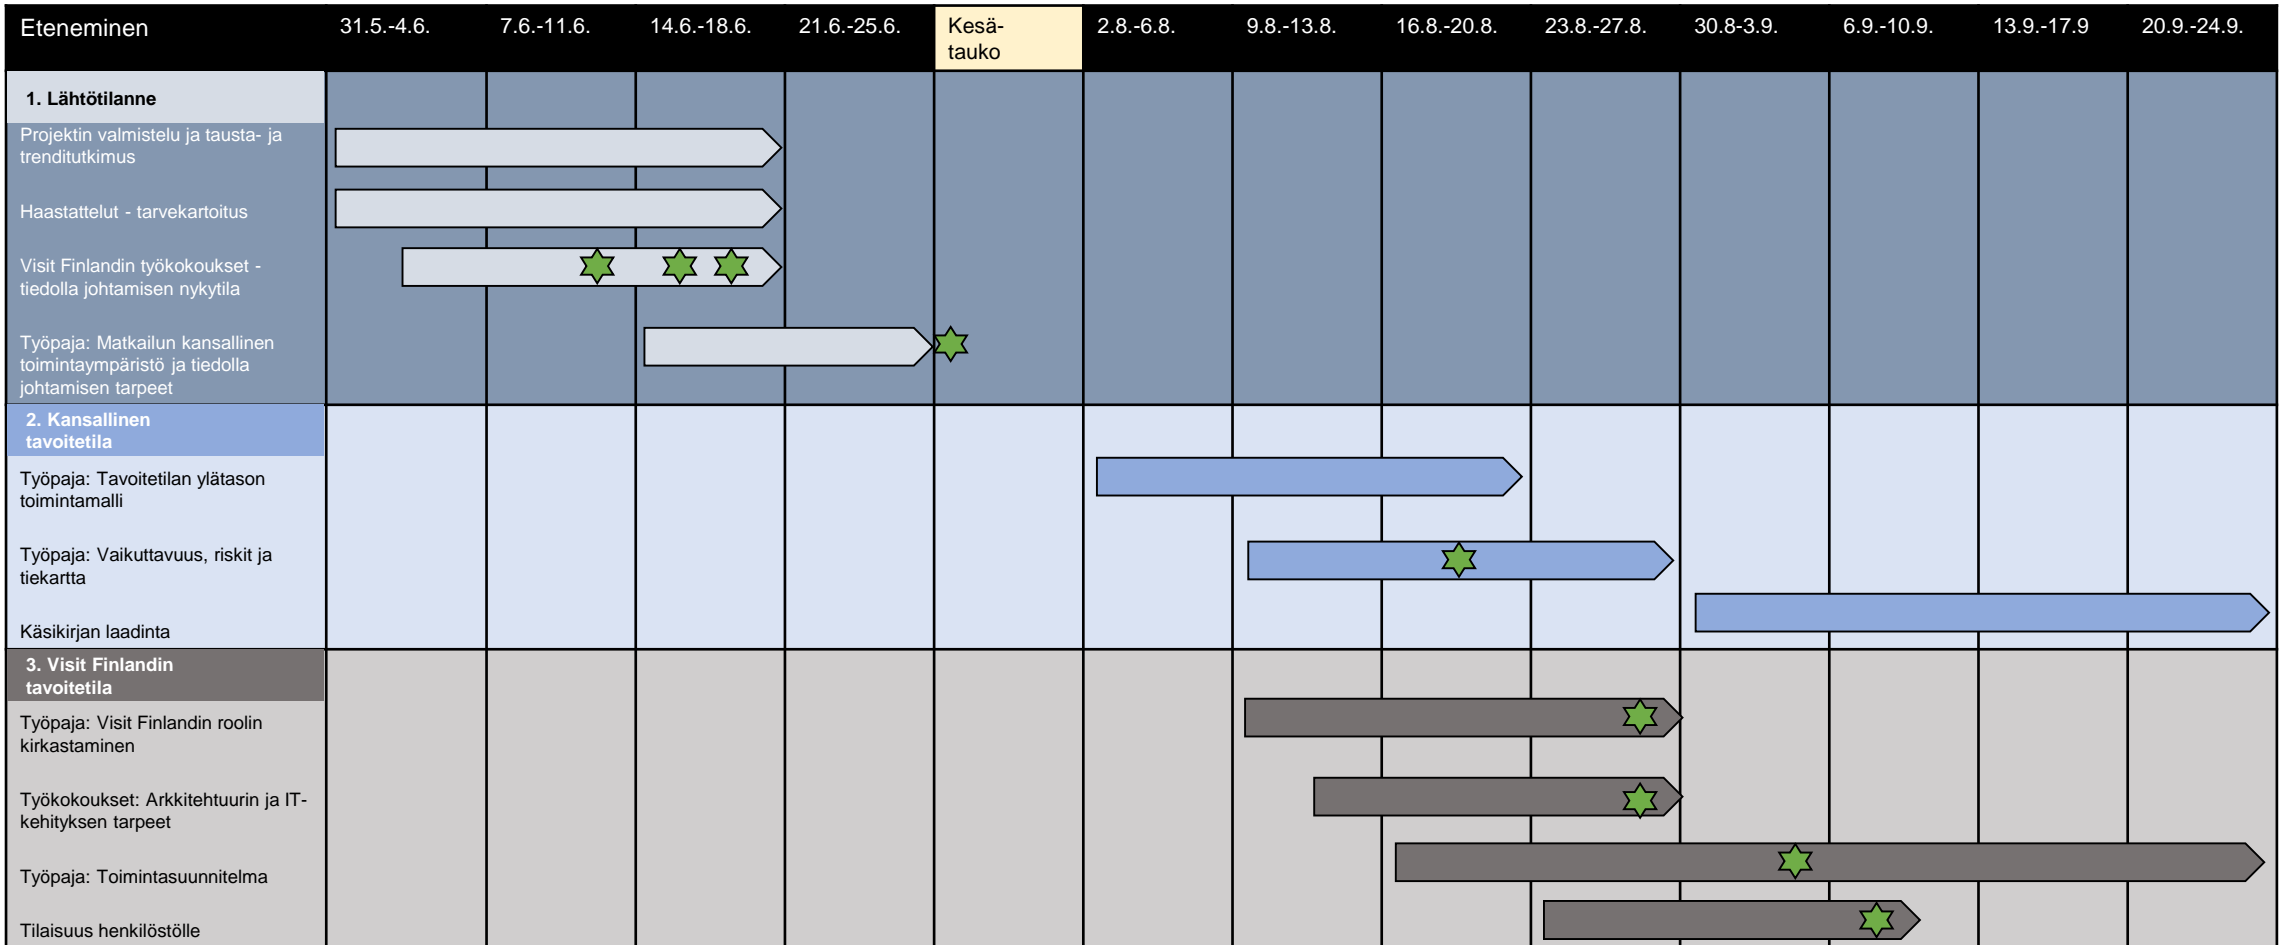 Eteneminen
31.5.-4.6.
7.6.-11.6.
14.6.-18.6.
21.6.-25.6.
Kesä-
tauko
2.8.-6.8.
9.8.-13.8.
16.8.-20.8.
23.8.-27.8.
30.8-3.9.
6.9.-10.9.
13.9.-17.9
20.9.-24.9.
1. Lähtötilanne
Projektin valmistelu ja tausta- ja
trenditutkimus
Haastattelut - tarvekartoitus
Visit Finlandin työkokoukset -
tiedolla johtamisen nykytila
Työpaja: Matkailun kansallinen
toimintaympäristö ja tiedolla
johtamisen tarpeet
2. Kansallinen
tavoitetila
Työpaja: Tavoitetilan ylätason
toimintamalli
Työpaja: Vaikuttavuus, riskit ja
tiekartta
Käsikirjan laadinta
3. Visit Finlandin
tavoitetila
Työpaja: Visit Finlandin roolin
kirkastaminen
Työkokoukset: Arkkitehtuurin ja IT-
kehityksen tarpeet
Työpaja: Toimintasuunnitelma
Tilaisuus henkilöstölle